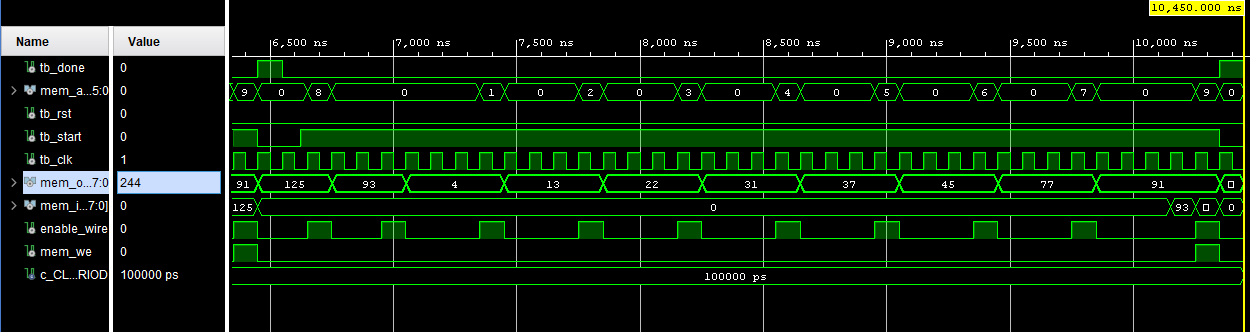 10,450.000 ns
Name Value 6,500 ns 7,000 ns 7,500 ns 8,000 ns 8,500 ns 9,000 ns 9,500 ns 10,000 ns
tb_done 0
mem_a...5:0 0 9 0 8 0 1 0 2 0 3 0 4 0 5 0 6 0 7 0 9 0
tb_rst 0
tb_start 0
tb_clk 1
mem_o...7:0 244 91 125 93 4 13 22 31 37 45 77 91
mem_i...7:0] 0 125 0 93 0
enable_wire 0
mem_we 0
c_CL...RIOD 100000 ps 100000 ps